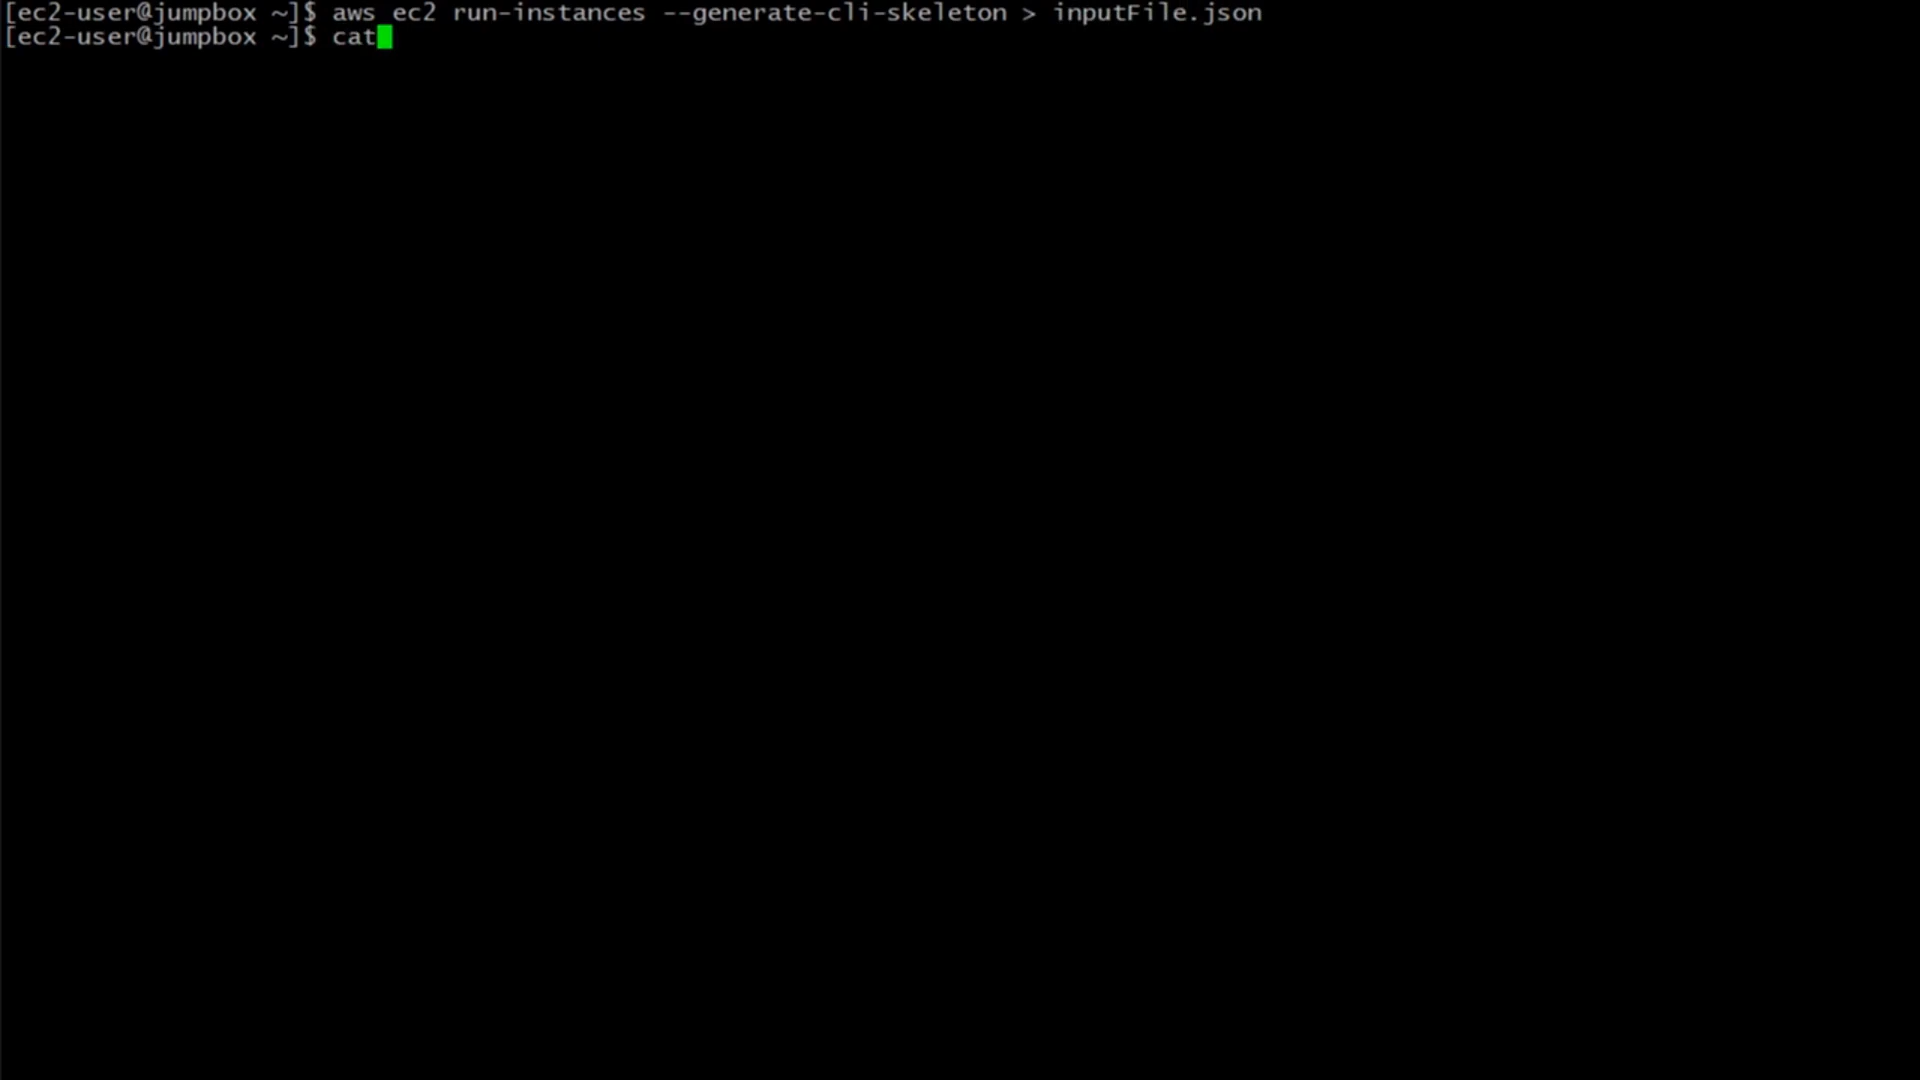 [ec2-user@jumpbox ~]$ aws ec2 run-instances --generate-cli-skeleton > inputFile.json
[ec2-user@jumpbox ~]$ cat